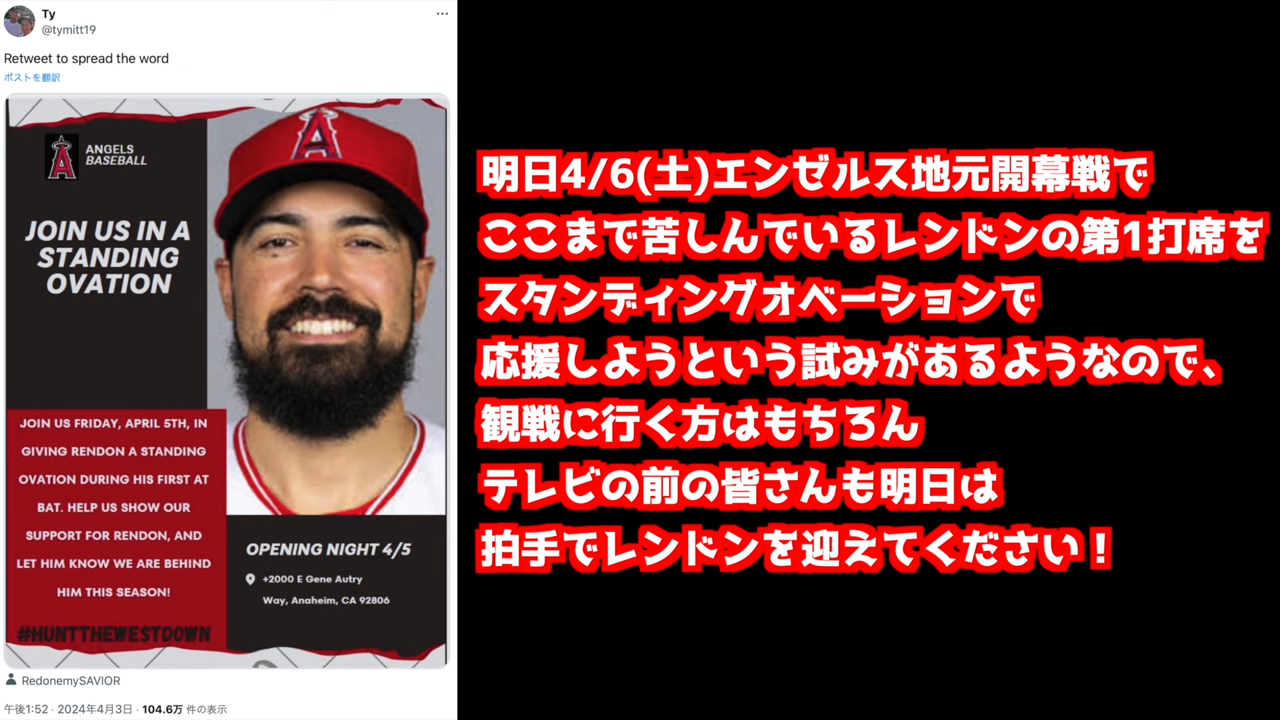 Ty
@tymitt19
Retweet to spread the word
ポストを翻訳
A
ANGELS
BASEBALL
A
JOIN US IN A
STANDING
OVATION
JOIN US FRIDAY, APRIL 5TH, IN
GIVING RENDON A STANDING
OVATION DURING HIS FIRST AT
BAT. HELP US SHOW OUR
SUPPORT FOR RENDON, AND
LET HIM KNOW WE ARE BEHIND
HIM THIS SEASON!
#HUNTTHEWESTDOWN
OPENING NIGHT 4/5
+2000 E Gene Autry
Way, Anaheim, CA 92806
RedonemySAVIOR
午後1:52 · 2024年4月3日 · 104.6万 件の表示
明日4/6(土)エンゼルス地元開幕戦で
ここまで苦しんでいるレンドンの第1打席を
スタンディングオベーションで
応援しようという試みがあるようなので、
観戦に行く方はもちろん
テレビの前の皆さんも明日は
拍手でレンドンを迎えてください！